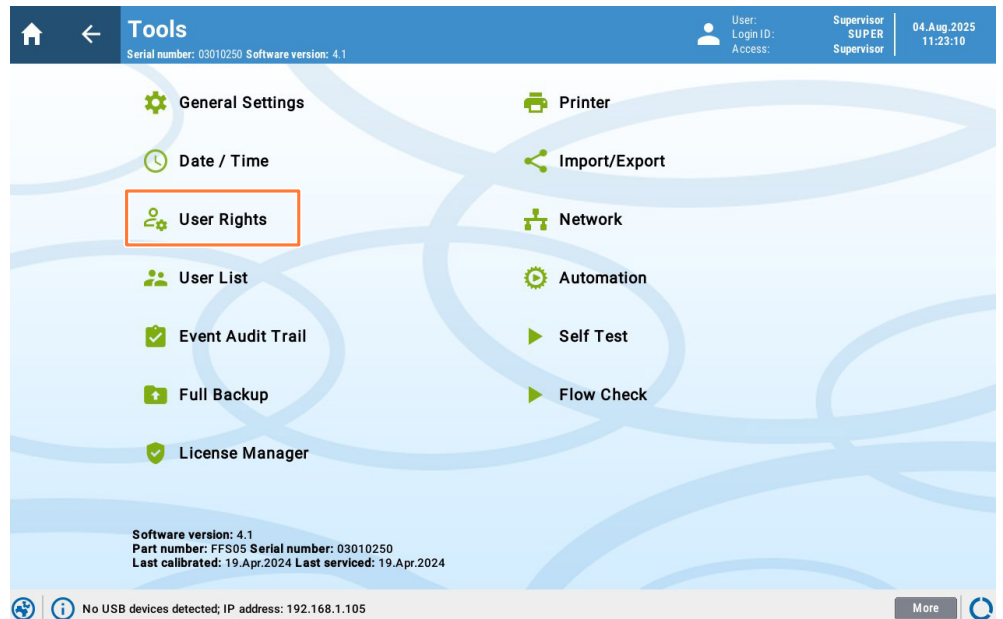 Tools
Serial number: 03010250 Software version: 4.1
User: Supervisor
Login ID: SUPER
Access: Supervisor
04.Aug.2025
11:23:10
General Settings
Date / Time
User Rights
User List
Event Audit Trail
Full Backup
License Manager
Printer
Import/Export
Network
Automation
Self Test
Flow Check
Software version: 4.1
Part number: FFS05 Serial number: 03010250
Last calibrated: 19.Apr.2024 Last serviced: 19.Apr.2024
No USB devices detected; IP address: 192.168.1.105
More